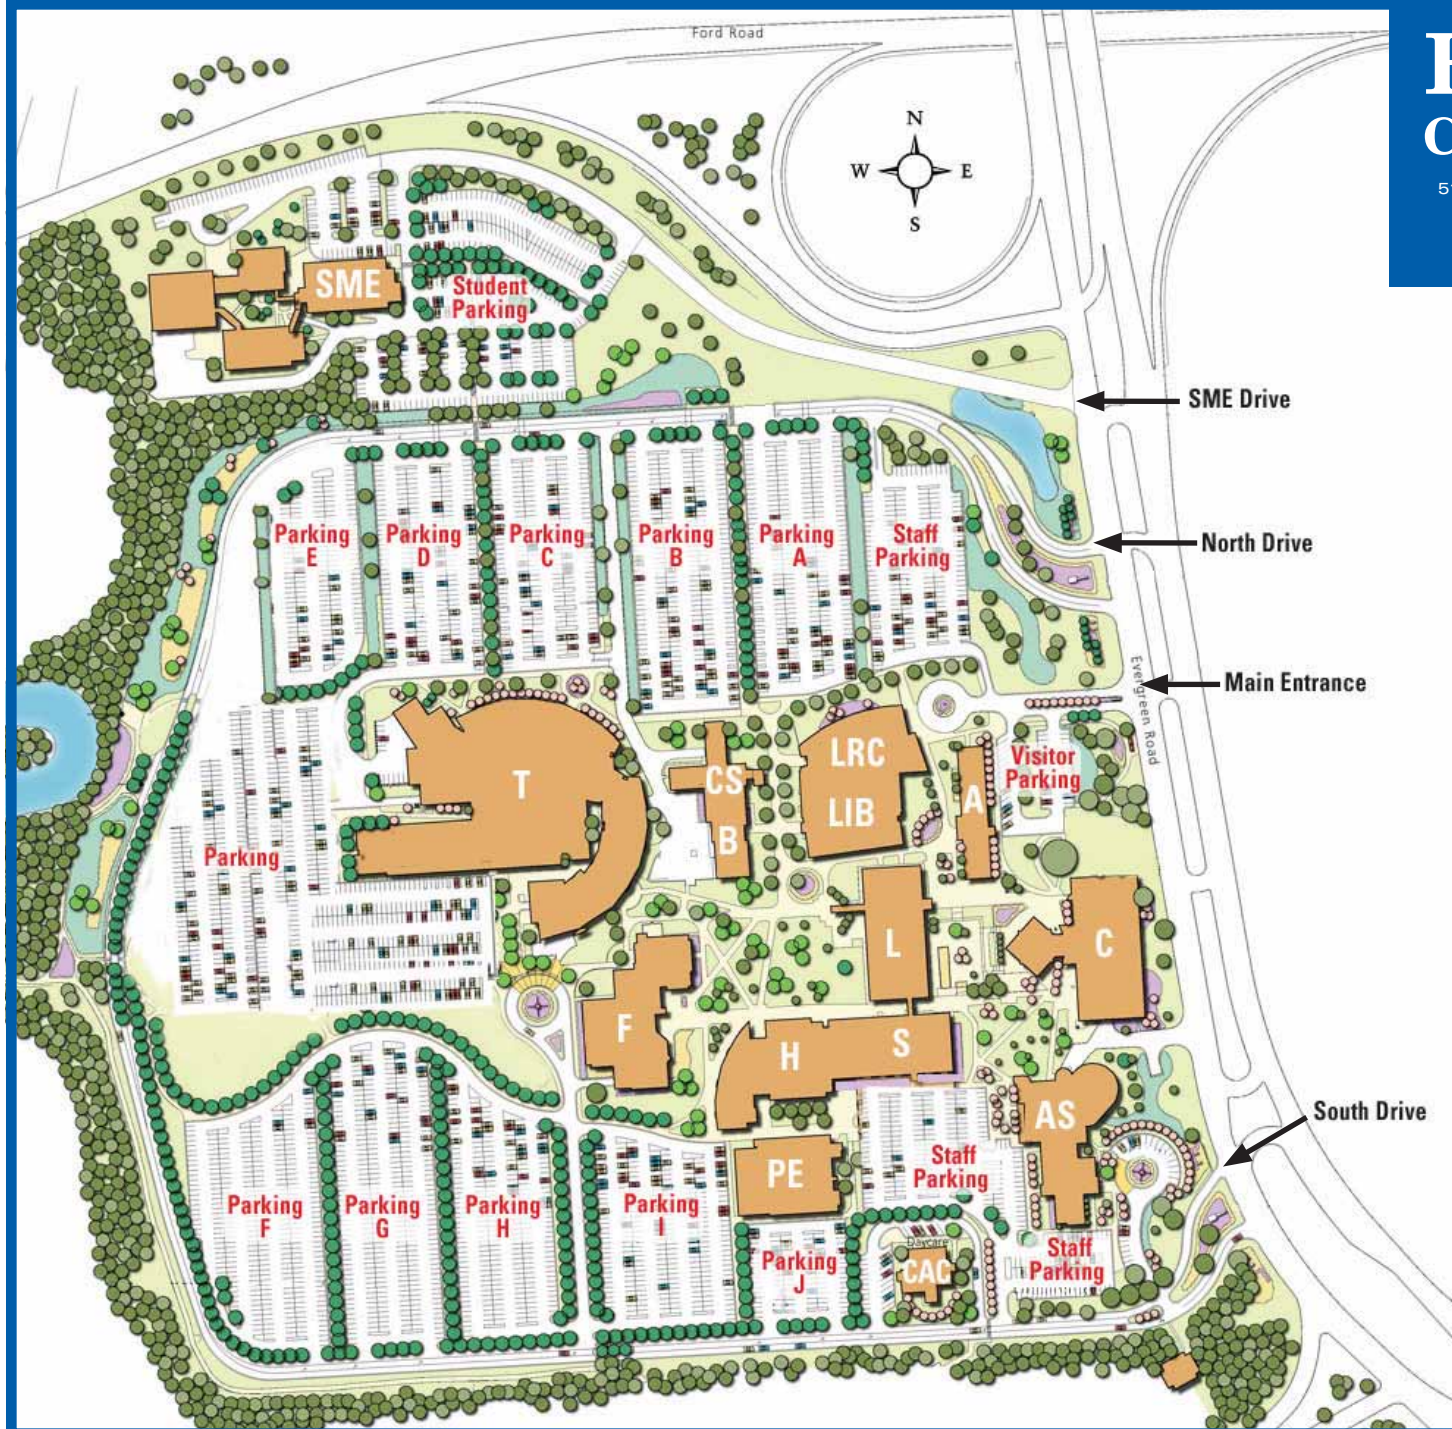 Ford Road
N
W E
S
SME
Student
Parking
SME Drive
North Drive
Parking
E
Parking
D
Parking
C
Parking
B
Parking
A
Staff
Parking
Main Entrance
Evergreen Road
Visitor
Parking
LRC
LIB
CS
B
A
T
Parking
L
C
F
H
S
AS
South Drive
PE
Staff
Parking
Parking
F
Parking
G
Parking
H
Parking
I
Parking
J
Daycare
CAC
Staff
Parking